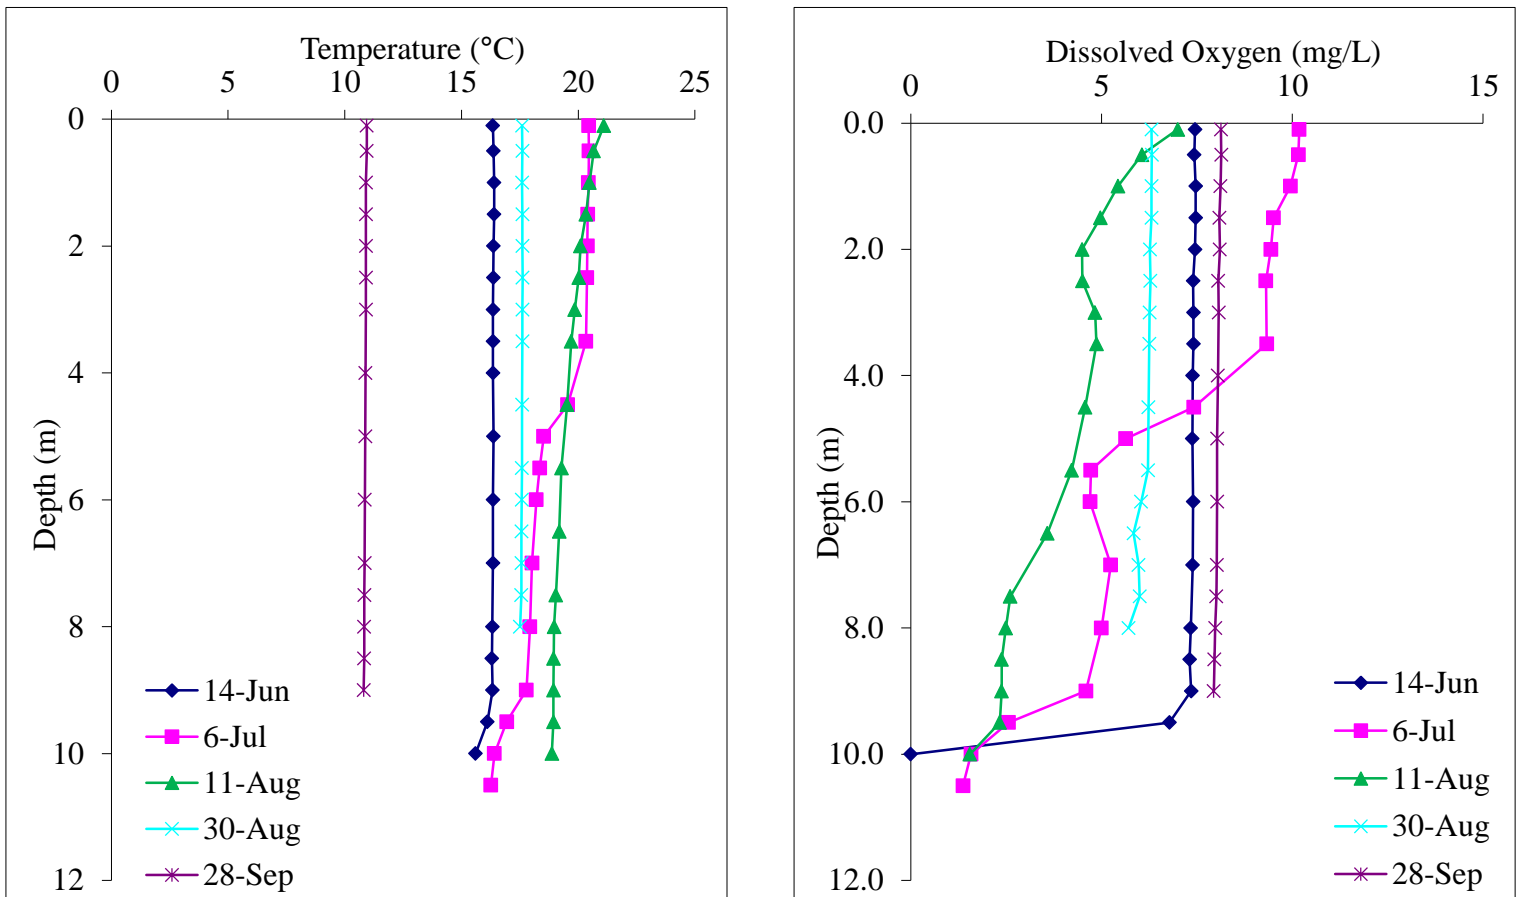 Temperature (°C)
0 5 10 15 20 25
0
2
4
6
8
10
12
Depth (m)
14-Jun
6-Jul
11-Aug
30-Aug
28-Sep
Dissolved Oxygen (mg/L)
0 5 10 15
0.0
2.0
4.0
6.0
8.0
10.0
12.0
Depth (m)
14-Jun
6-Jul
11-Aug
30-Aug
28-Sep